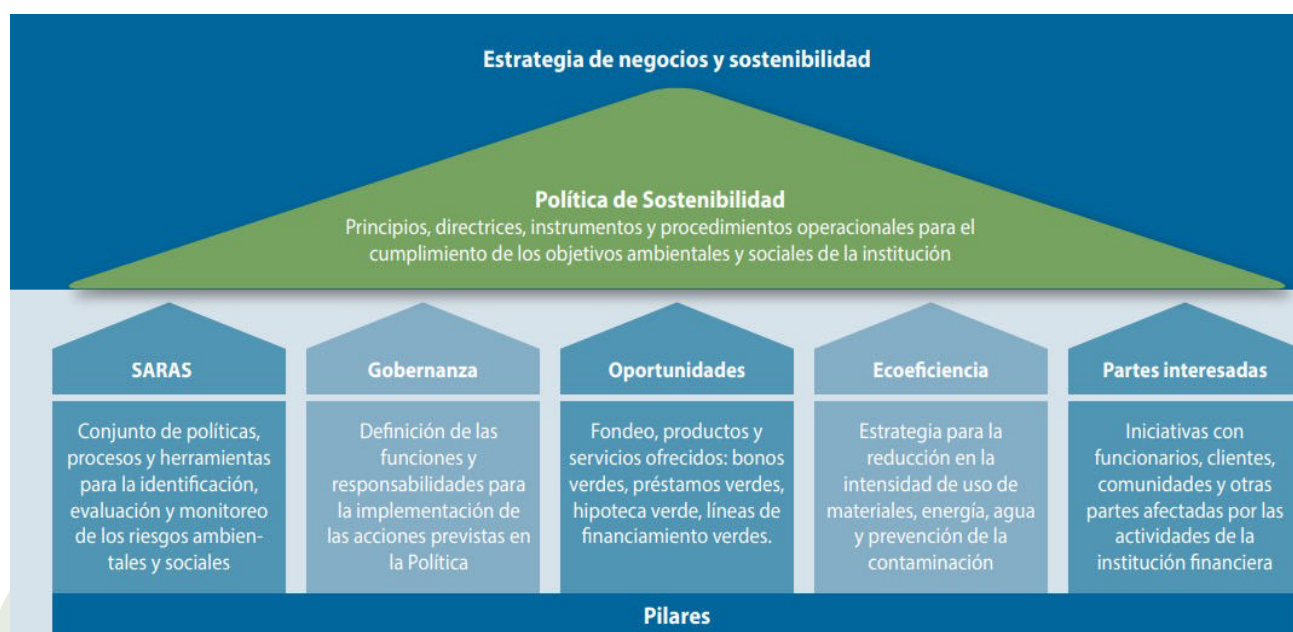 Estrategia de negocios y sostenibilidad
Política de Sostenibilidad
Principios, directrices, instrumentos y procedimientos operacionales para el
cumplimiento de los objetivos ambientales y sociales de la institución
SARAS
Conjunto de políticas,
procesos y herramientas
para la identificación,
evaluación y monitoreo
de los riesgos ambien-
tales y sociales
Gobernanza
Definición de las
funciones y
responsabilidades para
la implementación de
las acciones previstas en
la Política
Oportunidades
Fondeo, productos y
servicios ofrecidos: bonos
verdes, préstamos verdes,
hipoteca verde, líneas de
financiamiento verdes.
Ecoeficiencia
Estrategia para la
reducción en la
intensidad de uso de
materiales, energía, agua
y prevención de la
contaminación
Partes interesadas
Iniciativas con
funcionarios, clientes,
comunidades y otras
partes afectadas por las
actividades de la
institución financiera
Pilares